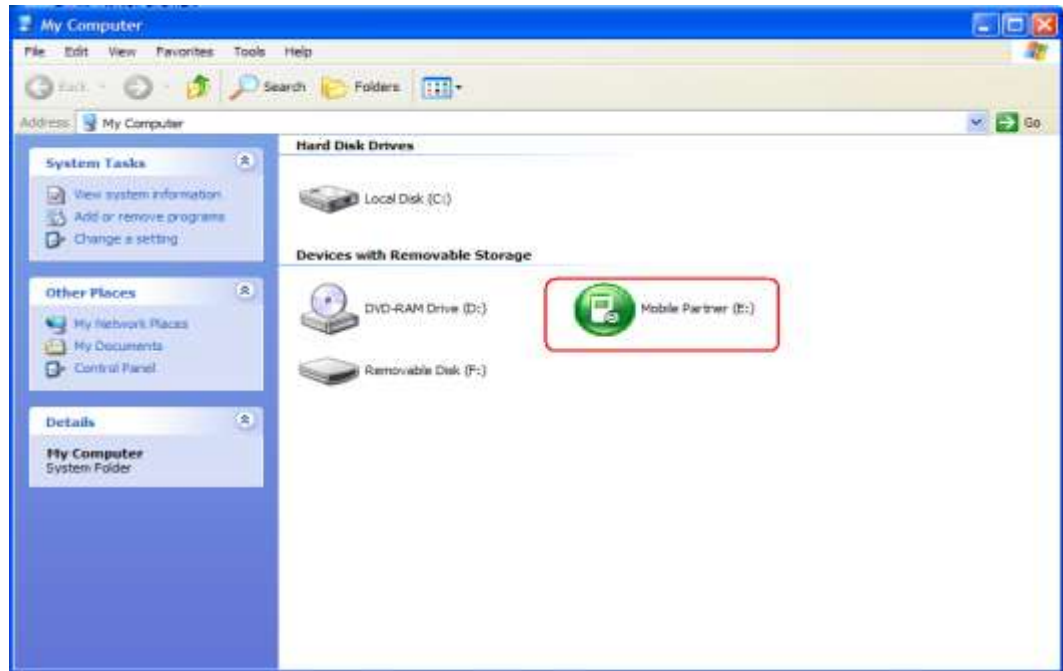 My Computer
File Edit View Favorites Tools Help
Back Search Folders
Address My Computer Go
System Tasks
View system information
Add or remove programs
Change a setting
Other Places
My Network Places
My Documents
Control Panel
Details
My Computer
System Folder
Hard Disk Drives
Local Disk (C:)
Devices with Removable Storage
DVD-RAM Drive (D:)
Mobile Partner (E:)
Removable Disk (F:)